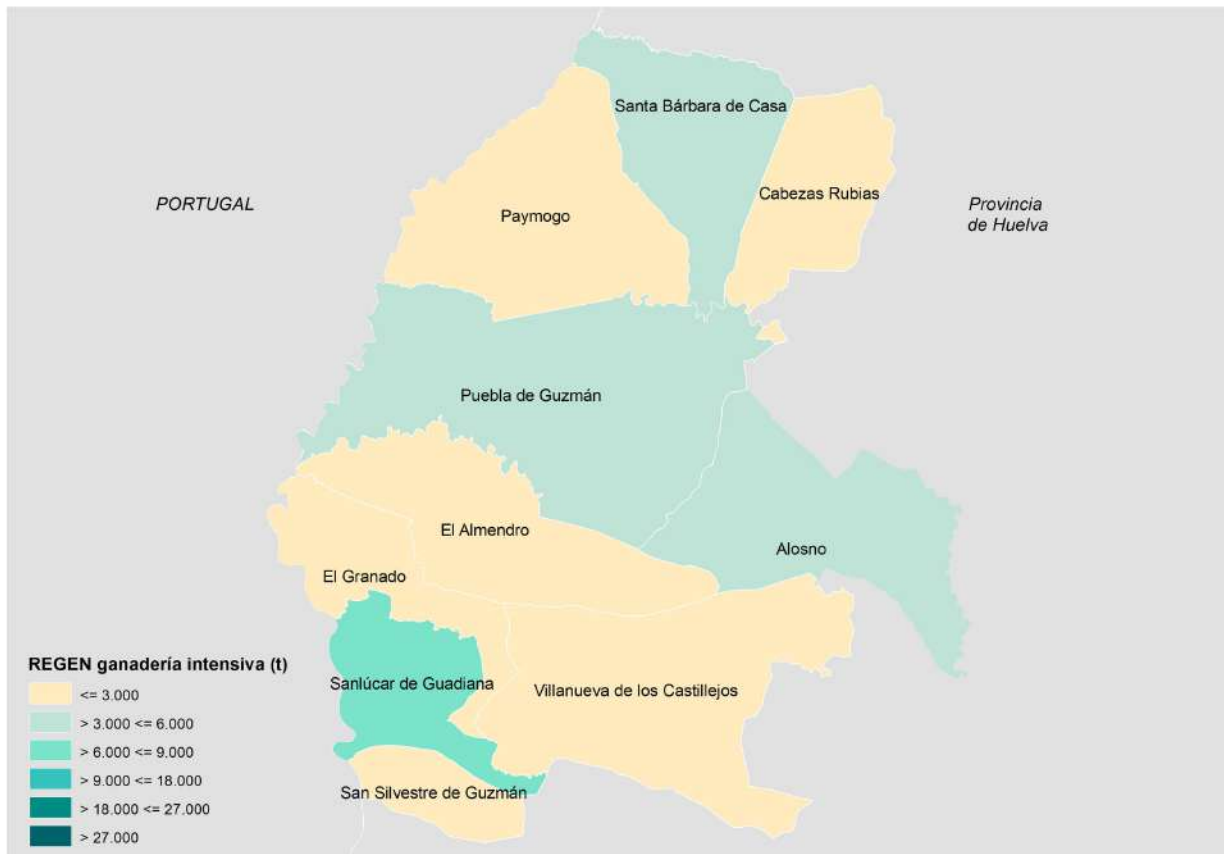 Santa Bárbara de Casa
Cabezas Rubias
PORTUGAL
Paymogo
Provincia
de Huelva
Puebla de Guzmán
El Almendro
Alosno
El Granado
Sanlúcar de Guadiana
Villanueva de los Castillejos
San Silvestre de Guzmán
REGEN ganadería intensiva (t)
<= 3.000
> 3.000 <= 6.000
> 6.000 <= 9.000
> 9.000 <= 18.000
> 18.000 <= 27.000
> 27.000